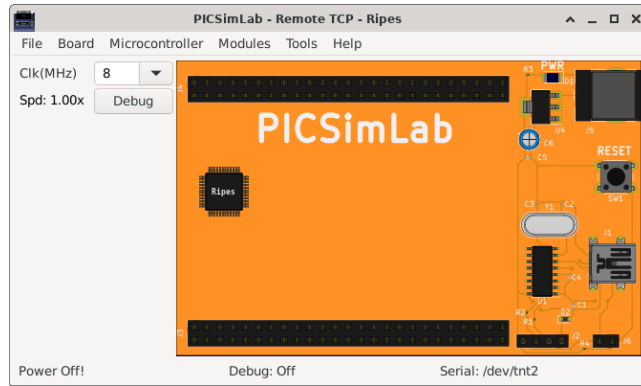 PICSimLab - Remote TCP - Ripes
File Board Microcontroller Modules Tools Help
Clk(MHz) 8
Spd: 1.00x Debug
J4
PICSimLab
Ripes
R3
PWR
D1
U4
J5
C6
C5
RESET
SW1
C3
Y1
C2
J1
C4
U1
C1
R2
R1
D2
J3
J2
R4
J6
Power Off! Debug: Off Serial: /dev/tnt2